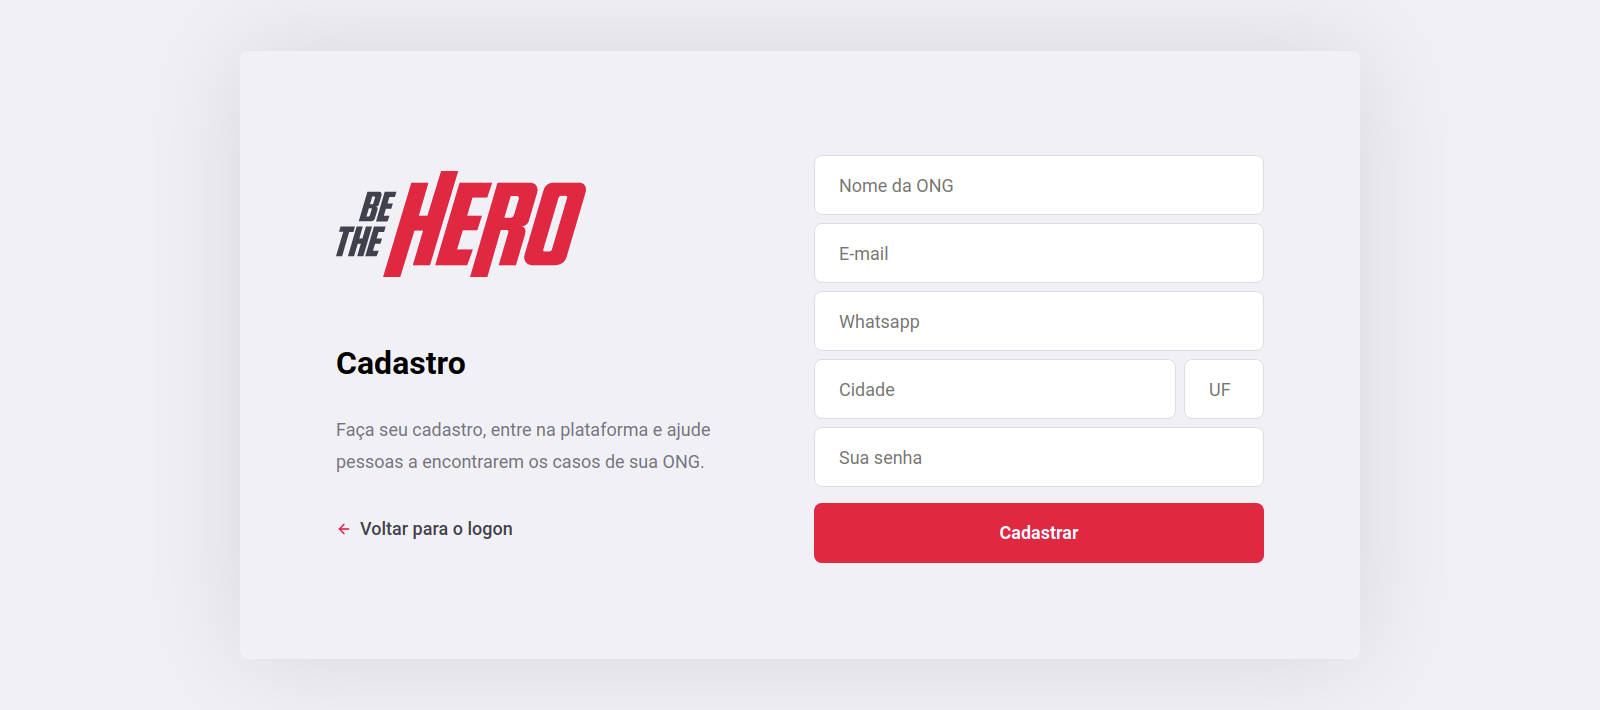 BE
THE
HERO
Cadastro
Faça seu cadastro, entre na plataforma e ajude
pessoas a encontrarem os casos de sua ONG.
Voltar para o logon
Nome da ONG
E-mail
Whatsapp
Cidade
UF
Sua senha
Cadastrar